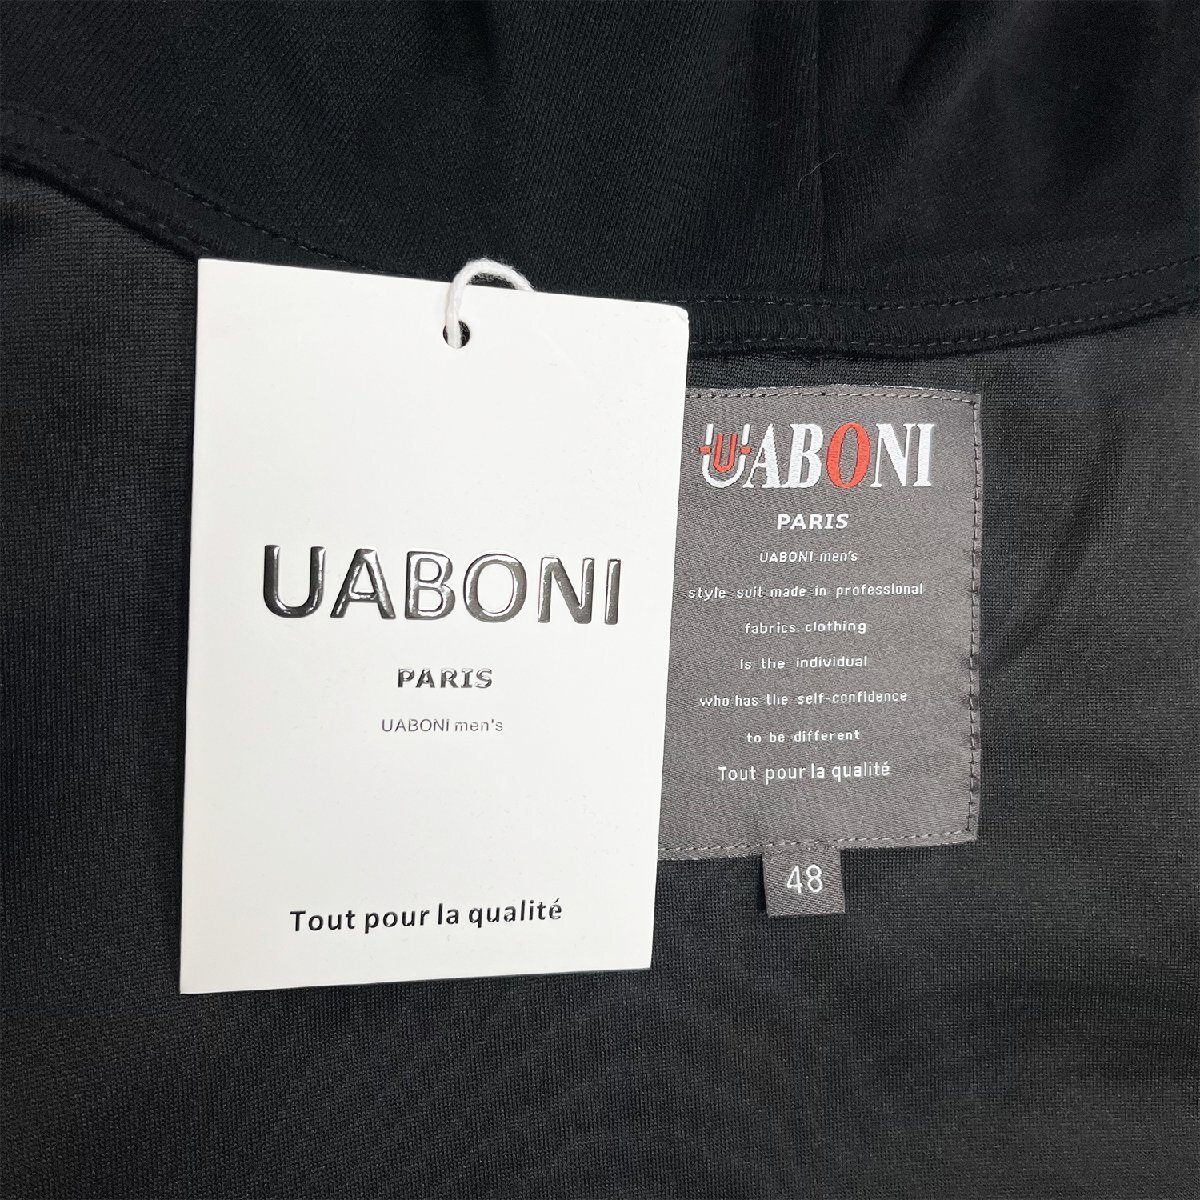 UABONI
PARIS
UABONI men's
Tout pour la qualité
UABONI
PARIS
UABONI men's
style suit made in professional
fabrics clothing
is the individual
who has the self-confidence
to be different
Tout pour la qualité
48